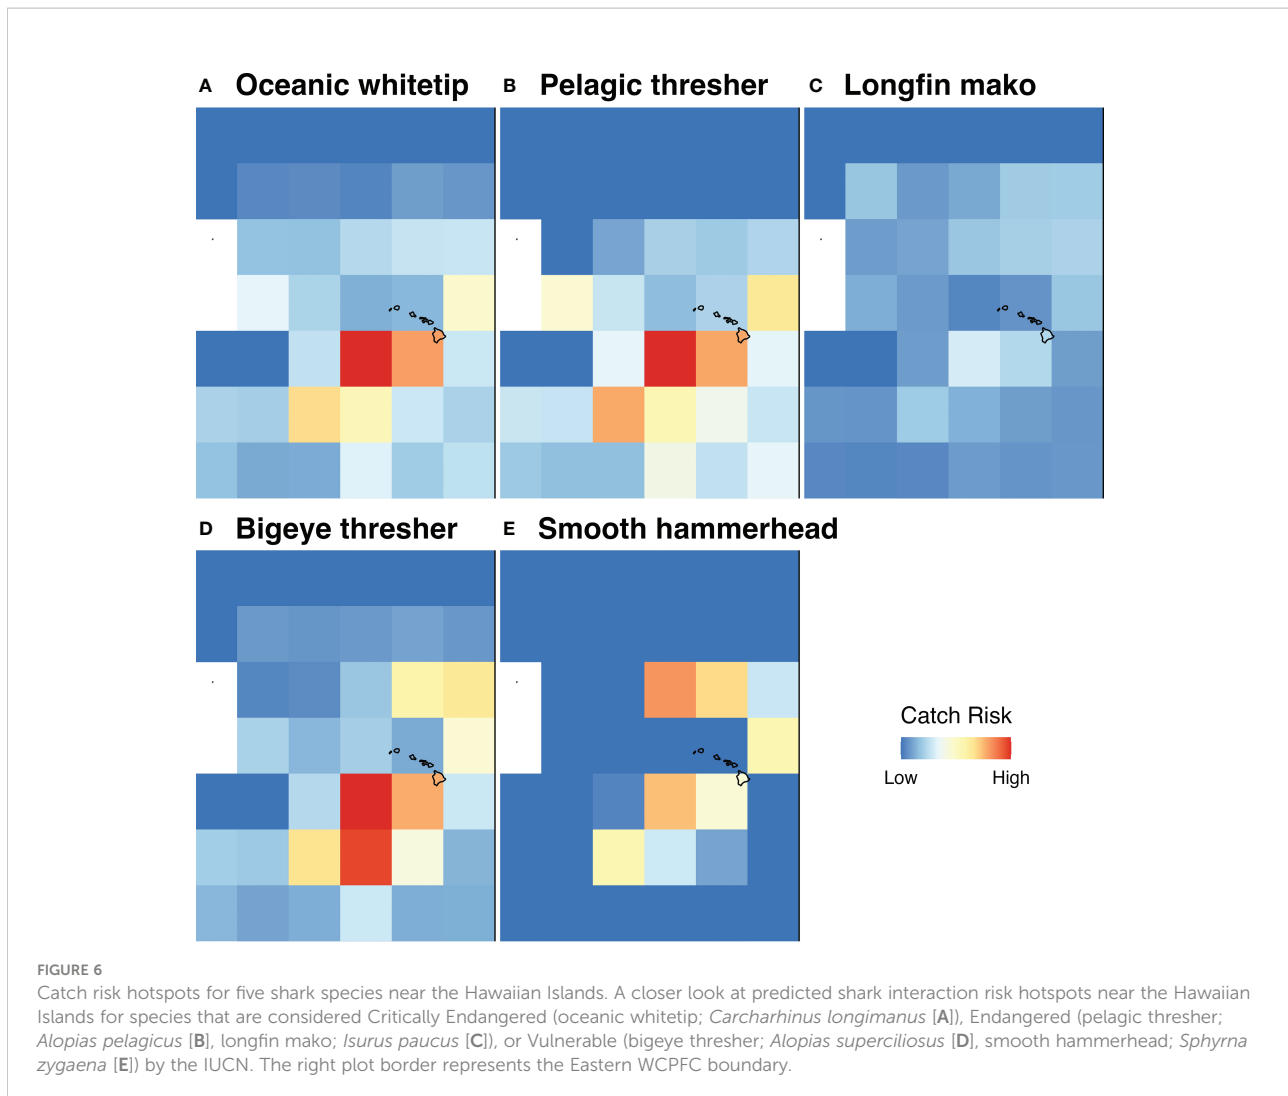 A Oceanic whitetip
B Pelagic thresher
C Longfin mako
D Bigeye thresher
E Smooth hammerhead
Catch Risk
Low High
FIGURE 6
Catch risk hotspots for five shark species near the Hawaiian Islands. A closer look at predicted shark interaction risk hotspots near the Hawaiian
Islands for species that are considered Critically Endangered (oceanic whitetip; Carcharhinus longimanus [A]), Endangered (pelagic thresher;
Alopias pelagicus [B], longfin mako; Isurus paucus [C]), or Vulnerable (bigeye thresher; Alopias superciliosus [D], smooth hammerhead; Sphyrna
zygaena [E]) by the IUCN. The right plot border represents the Eastern WCPFC boundary.